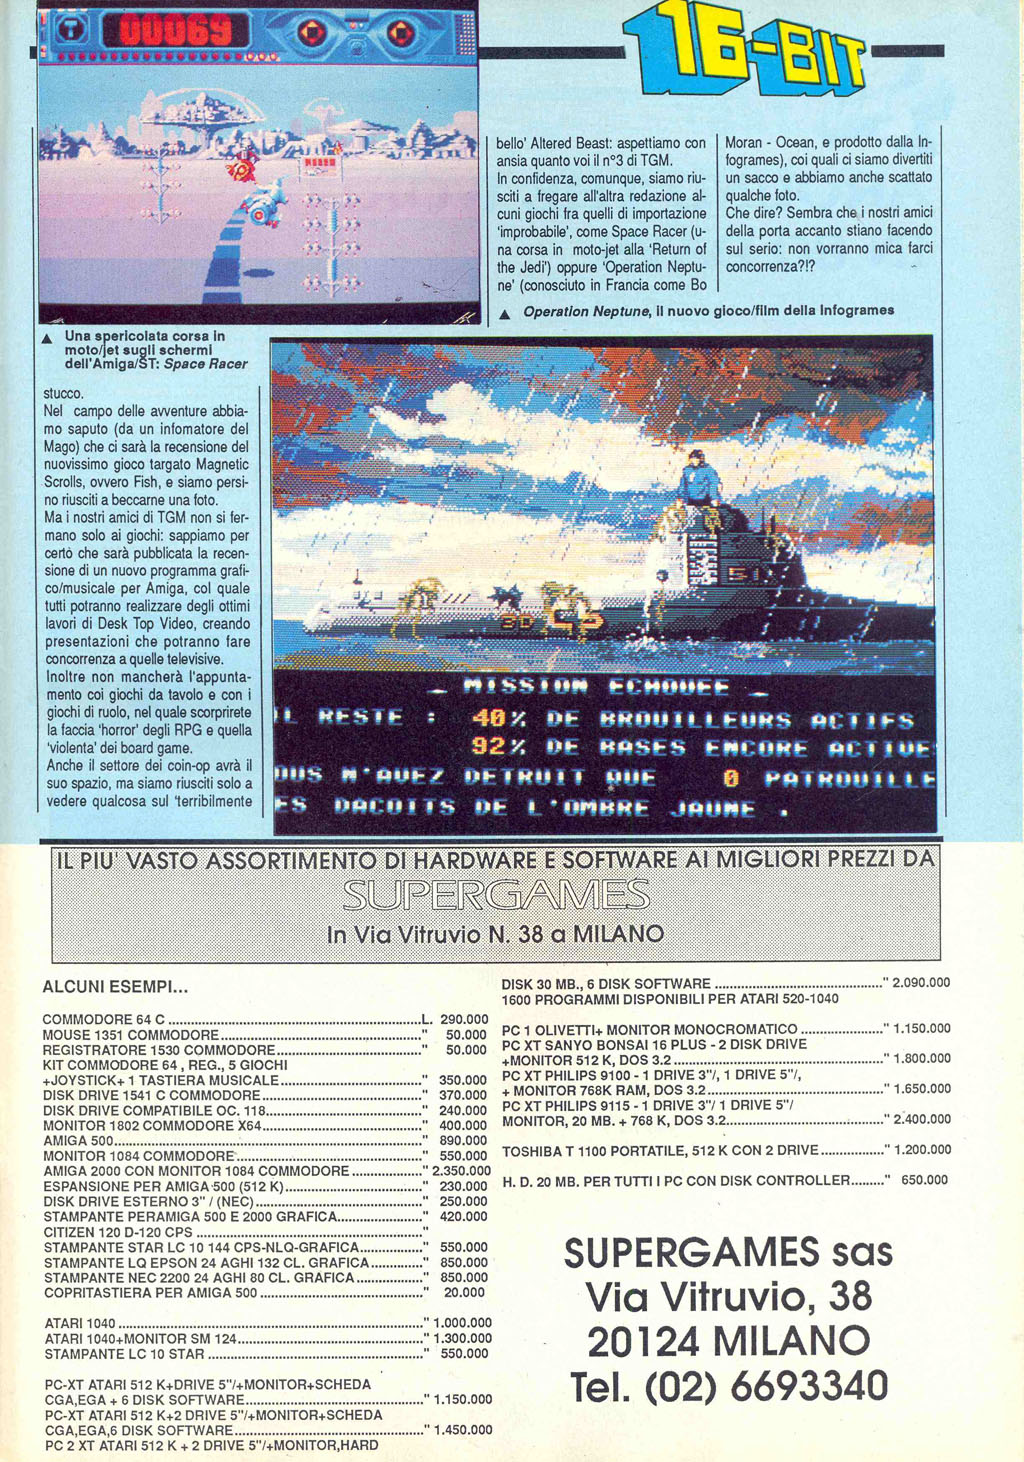 00069
T
16-BIT
▲ Una spericolata corsa in
moto/jet sugli schermi
dell'Amiga/ST: Space Racer
stucco.
Nel campo delle avventure abbia-
mo saputo (da un infomatore del
Mago) che ci sarà la recensione del
nuovissimo gioco targato Magnetic
Scrolls, ovvero Fish, e siamo persi-
no riusciti a beccarne una foto.
Ma i nostri amici di TGM non si fer-
mano solo ai giochi: sappiamo per
certo che sarà pubblicata la recen-
sione di un nuovo programma grafi-
co/musicale per Amiga, col quale
tutti potranno realizzare degli ottimi
lavori di Desk Top Video, creando
presentazioni che potranno fare
concorrenza a quelle televisive.
Inoltre non mancherà l'appunta-
mento coi giochi da tavolo e con i
giochi di ruolo, nel quale scorprirete
la faccia 'horror' degli RPG e quella
'violenta' dei board game.
Anche il settore dei coin-op avrà il
suo spazio, ma siamo riusciti solo a
vedere qualcosa sul 'terribilmente
bello' Altered Beast: aspettiamo con
ansia quanto voi il n°3 di TGM.
In confidenza, comunque, siamo riu-
sciti a fregare all'altra redazione al-
cuni giochi fra quelli di importazione
'improbabile', come Space Racer (u-
na corsa in moto-jet alla 'Return of
the Jedi') oppure 'Operation Neptu-
ne' (conosciuto in Francia come Bo
Moran - Ocean, e prodotto dalla In-
fogrames), coi quali ci siamo divertiti
un sacco e abbiamo anche scattato
qualche foto.
Che dire? Sembra che i nostri amici
della porta accanto stiano facendo
sul serio: non vorranno mica farci
concorrenza?!?
▲ Operation Neptune, il nuovo gioco/film della Infogrames
_ MISSION ECHOUEE _
IL RESTE : 40% DE BROUILLEURS ACTIFS
92% DE BASES ENCORE ACTIVE
OUS N'AVEZ DETRUIT QUE 0 PATROUILLE
ES DACOITS DE L'OMBRE JAUNE .
IL PIU' VASTO ASSORTIMENTO DI HARDWARE E SOFTWARE AI MIGLIORI PREZZI DA
SUPERGAMES
In Via Vitruvio N. 38 a MILANO
ALCUNI ESEMPI...
COMMODORE 64 C ........ L. 290.000
MOUSE 1351 COMMODORE ........ " 50.000
REGISTRATORE 1530 COMMODORE ........ " 50.000
KIT COMMODORE 64 , REG., 5 GIOCHI
+JOYSTICK+ 1 TASTIERA MUSICALE ........ " 350.000
DISK DRIVE 1541 C COMMODORE ........ " 370.000
DISK DRIVE COMPATIBILE OC. 118 ........ " 240.000
MONITOR 1802 COMMODORE X64 ........ " 400.000
AMIGA 500 ........ " 890.000
MONITOR 1084 COMMODORE ........ " 550.000
AMIGA 2000 CON MONITOR 1084 COMMODORE ........ " 2.350.000
ESPANSIONE PER AMIGA 500 (512 K) ........ " 230.000
DISK DRIVE ESTERNO 3" / (NEC) ........ " 250.000
STAMPANTE PERAMIGA 500 E 2000 GRAFICA ........ " 420.000
CITIZEN 120 D-120 CPS ........ "
STAMPANTE STAR LC 10 144 CPS-NLQ-GRAFICA ........ " 550.000
STAMPANTE LQ EPSON 24 AGHI 132 CL. GRAFICA ........ " 850.000
STAMPANTE NEC 2200 24 AGHI 80 CL. GRAFICA ........ " 850.000
COPRITASTIERA PER AMIGA 500 ........ " 20.000
ATARI 1040 ........ " 1.000.000
ATARI 1040+MONITOR SM 124 ........ " 1.300.000
STAMPANTE LC 10 STAR ........ " 550.000
PC-XT ATARI 512 K+DRIVE 5"/+MONITOR+SCHEDA
CGA,EGA + 6 DISK SOFTWARE ........ " 1.150.000
PC-XT ATARI 512 K+2 DRIVE 5"/+MONITOR+SCHEDA
CGA,EGA,6 DISK SOFTWARE ........ " 1.450.000
PC 2 XT ATARI 512 K + 2 DRIVE 5"/+MONITOR,HARD
DISK 30 MB., 6 DISK SOFTWARE ........ " 2.090.000
1600 PROGRAMMI DISPONIBILI PER ATARI 520-1040
PC 1 OLIVETTI+ MONITOR MONOCROMATICO ........ " 1.150.000
PC XT SANYO BONSAI 16 PLUS - 2 DISK DRIVE
+MONITOR 512 K, DOS 3.2 ........ " 1.800.000
PC XT PHILIPS 9100 - 1 DRIVE 3"/, 1 DRIVE 5"/,
+ MONITOR 768K RAM, DOS 3.2 ........ " 1.650.000
PC XT PHILIPS 9115 - 1 DRIVE 3"/ 1 DRIVE 5"/
MONITOR, 20 MB. + 768 K, DOS 3.2 ........ " 2.400.000
TOSHIBA T 1100 PORTATILE, 512 K CON 2 DRIVE ........ " 1.200.000
H. D. 20 MB. PER TUTTI I PC CON DISK CONTROLLER ........ " 650.000
SUPERGAMES sas
Via Vitruvio, 38
20124 MILANO
Tel. (02) 6693340